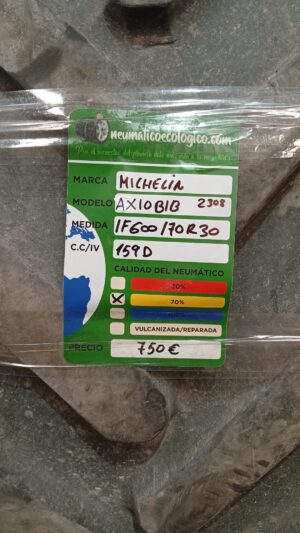 neumaticoecologico.com
MARCA MICHELIN
MODELO AXIOBIB 2308
MEDIDA IF600/70R30
C.C/IV 159D
CALIDAD DEL NEUMÁTICO
70%
VULCANIZADA/REPARADA
PRECIO 750€